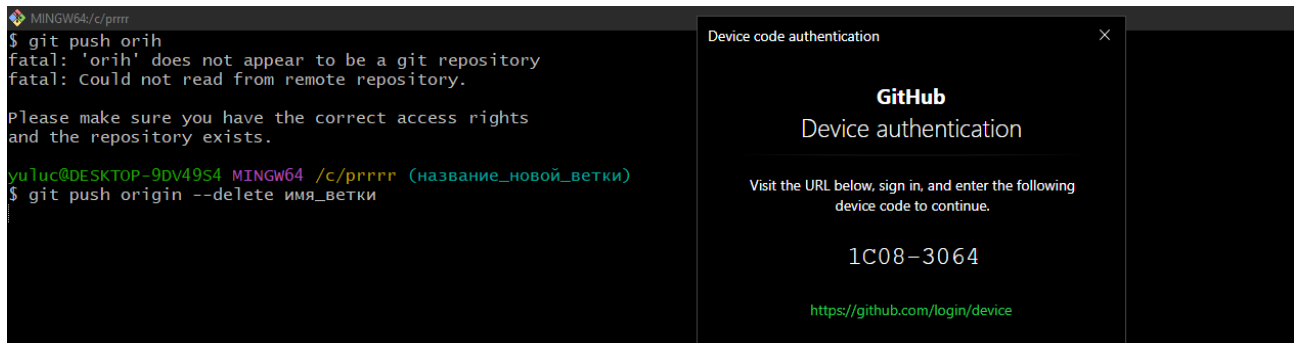 MINGW64:/c/prrrr
$ git push orih
fatal: 'orih' does not appear to be a git repository
fatal: Could not read from remote repository.
Please make sure you have the correct access rights
and the repository exists.
yuluc@DESKTOP-9DV49S4 MINGW64 /c/prrrr (название_новой_ветки)
$ git push origin --delete имя_ветки
Device code authentication
GitHub
Device authentication
Visit the URL below, sign in, and enter the following
device code to continue.
1C08-3064
https://github.com/login/device